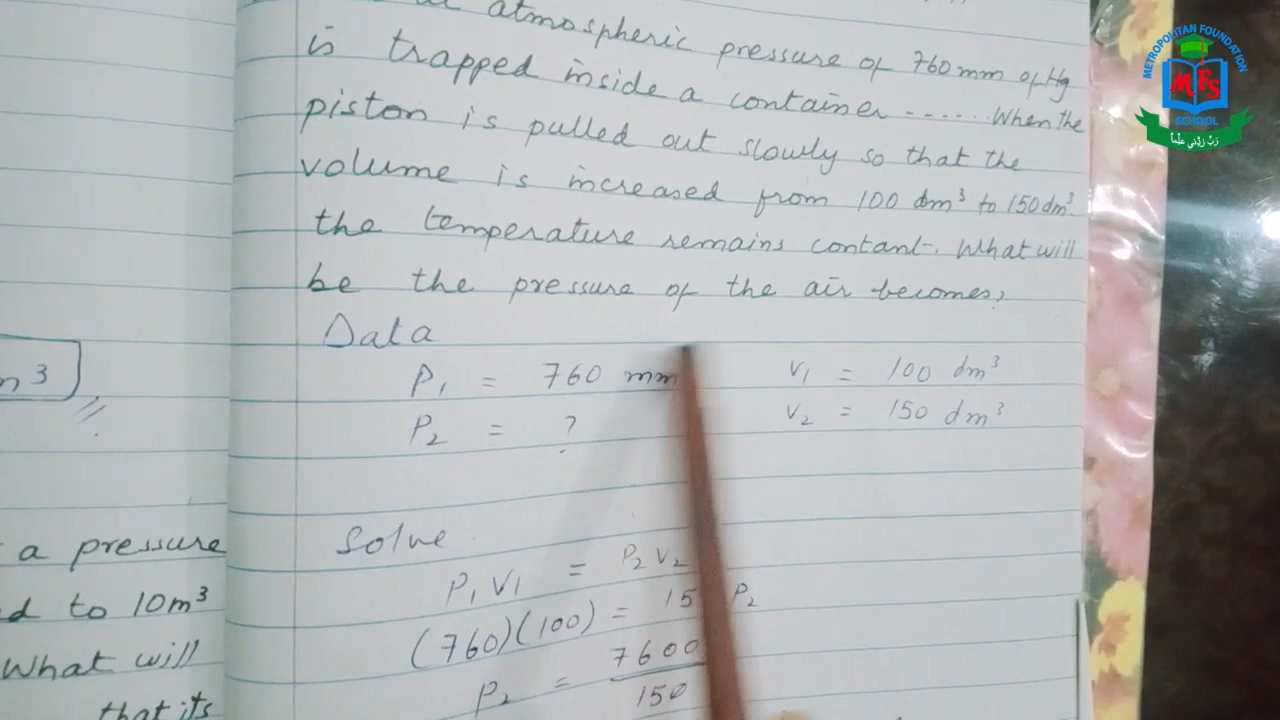 atmospheric pressure of 760 mm of Hg
is trapped inside a container ------ When the
piston is pulled out slowly so that the
volume is increased from 100 dm³ to 150 dm³.
the temperature remains contant. What will
be the pressure of the air becomes,
Data
P₁ = 760 mm V₁ = 100 dm³
P₂ = ? V₂ = 150 dm³
Solve
P₁ V₁ = P₂ V₂
(760)(100) = 15 P₂
P₂ = 7600
150
m³
a pressure
d to 10m³
What will
that its
METROPOLITAN FOUNDATION
MFS
SCHOOL
رَبِّ زِدْنِي عِلْماً